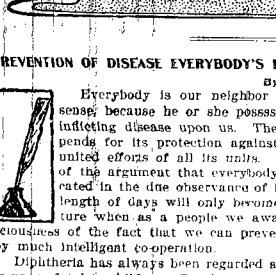 REVENTION OF DISEASE EVERYBODY'S
By
Everybody is our neighbor
sense, because he or she possess
inflicting disease upon us. The
pends for its protection against
united efforts of all its units.
of the argument that everybody
rated in the due observance of
length of days will only become
ture when as a people we awa
ciousness of the fact that we can preve
by much intelligent co-operation.
Diphtheria has always been regarded